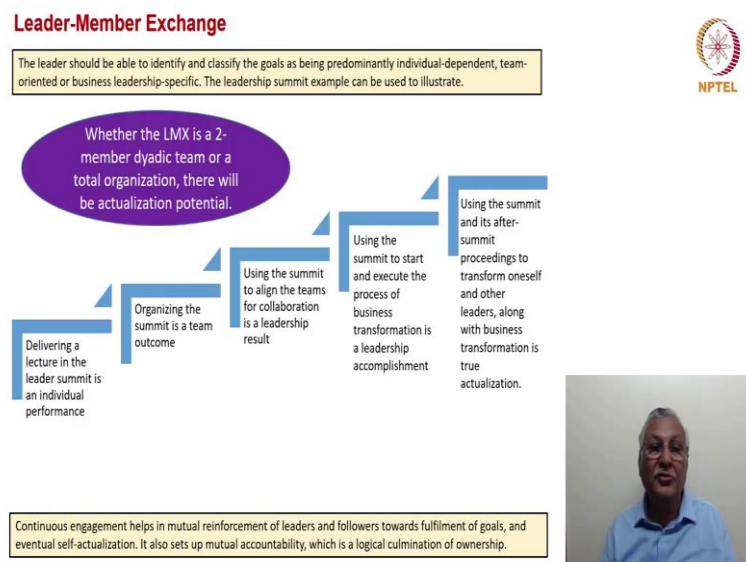 Leader-Member Exchange
The leader should be able to identify and classify the goals as being predominantly individual-dependent, team-
oriented or business leadership-specific. The leadership summit example can be used to illustrate.
NPTEL
Whether the LMX is a 2-
member dyadic team or a
total organization, there will
be actualization potential.
Delivering a
lecture in the
leader summit is
an individual
performance
Organizing the
summit is a team
outcome
Using the summit
to align the teams
for collaboration
is a leadership
result
Using the
summit to start
and execute the
process of
business
transformation is
a leadership
accomplishment
Using the summit
and its after-
summit
proceedings to
transform oneself
and other
leaders, along
with business
transformation is
true
actualization.
Continuous engagement helps in mutual reinforcement of leaders and followers towards fulfilment of goals, and
eventual self-actualization. It also sets up mutual accountability, which is a logical culmination of ownership.